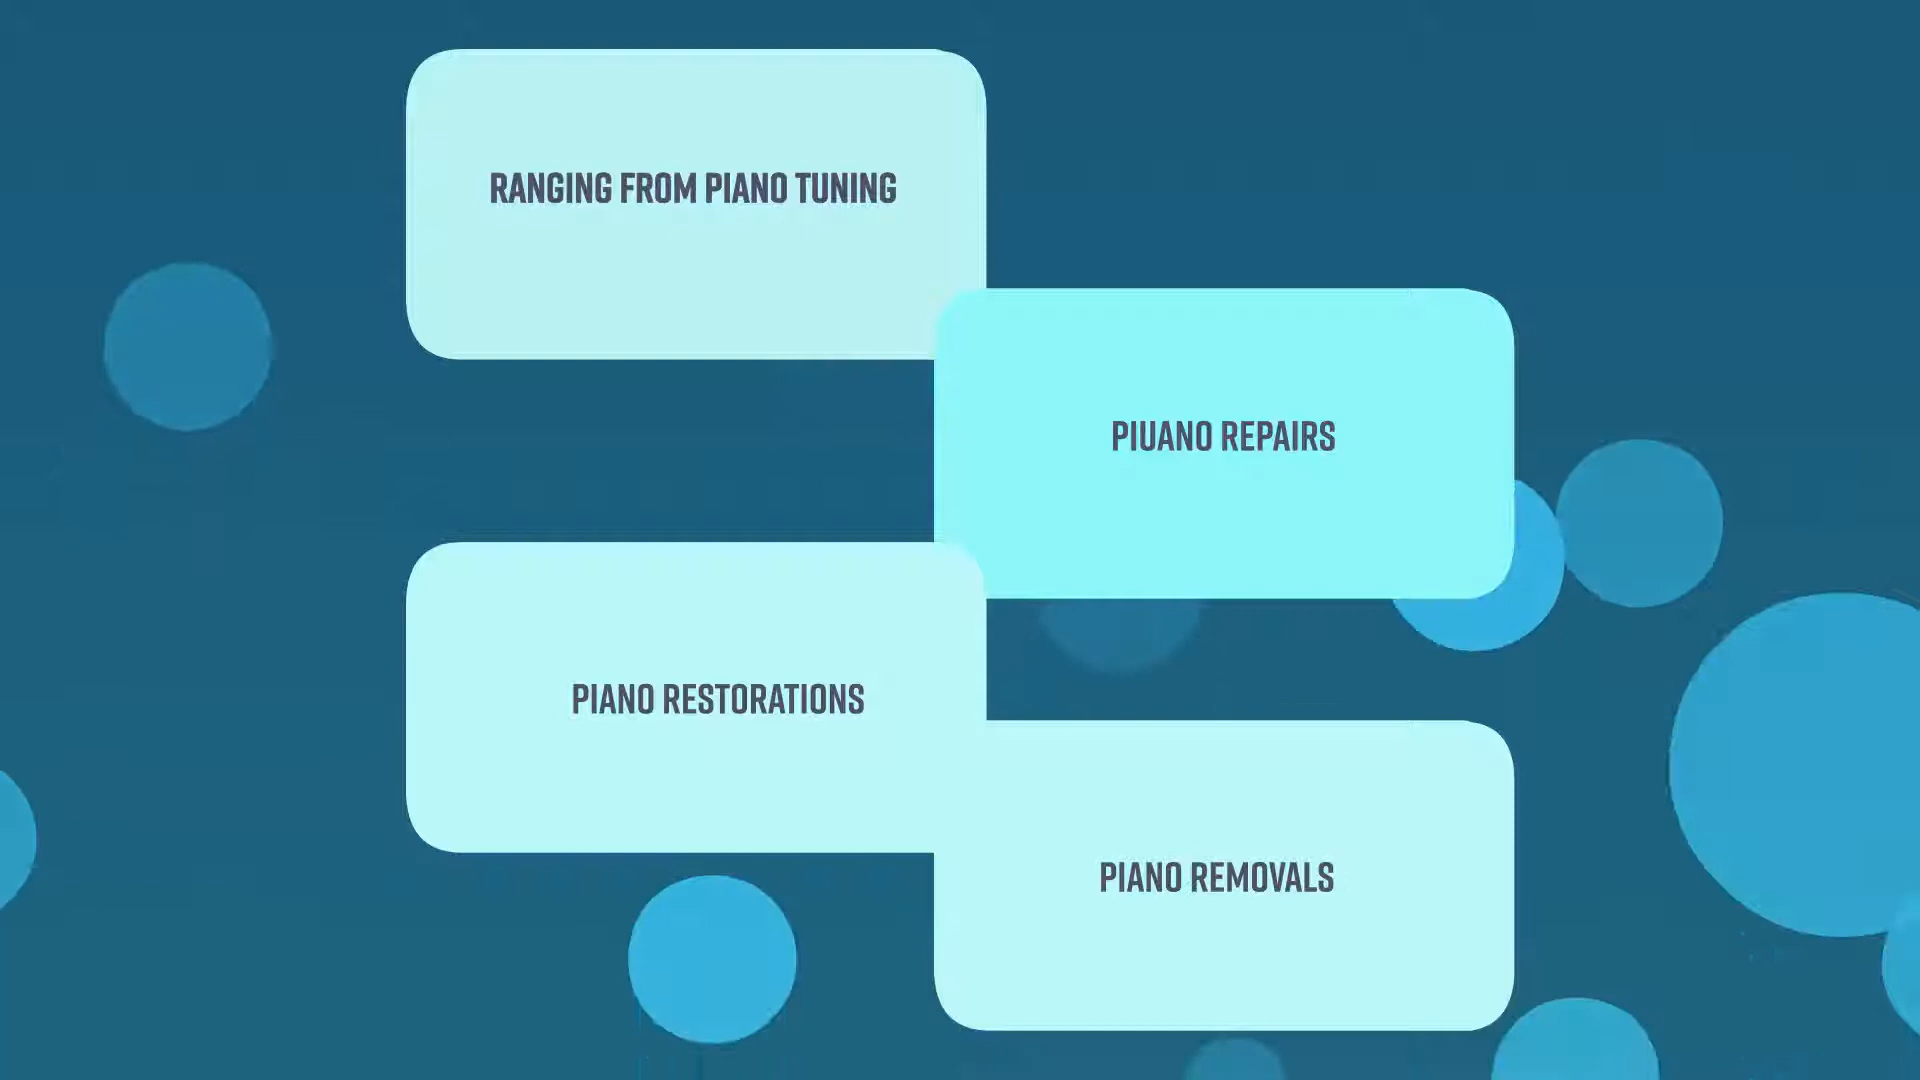 RANGING FROM PIANO TUNING
PIUANO REPAIRS
PIANO RESTORATIONS
PIANO REMOVALS